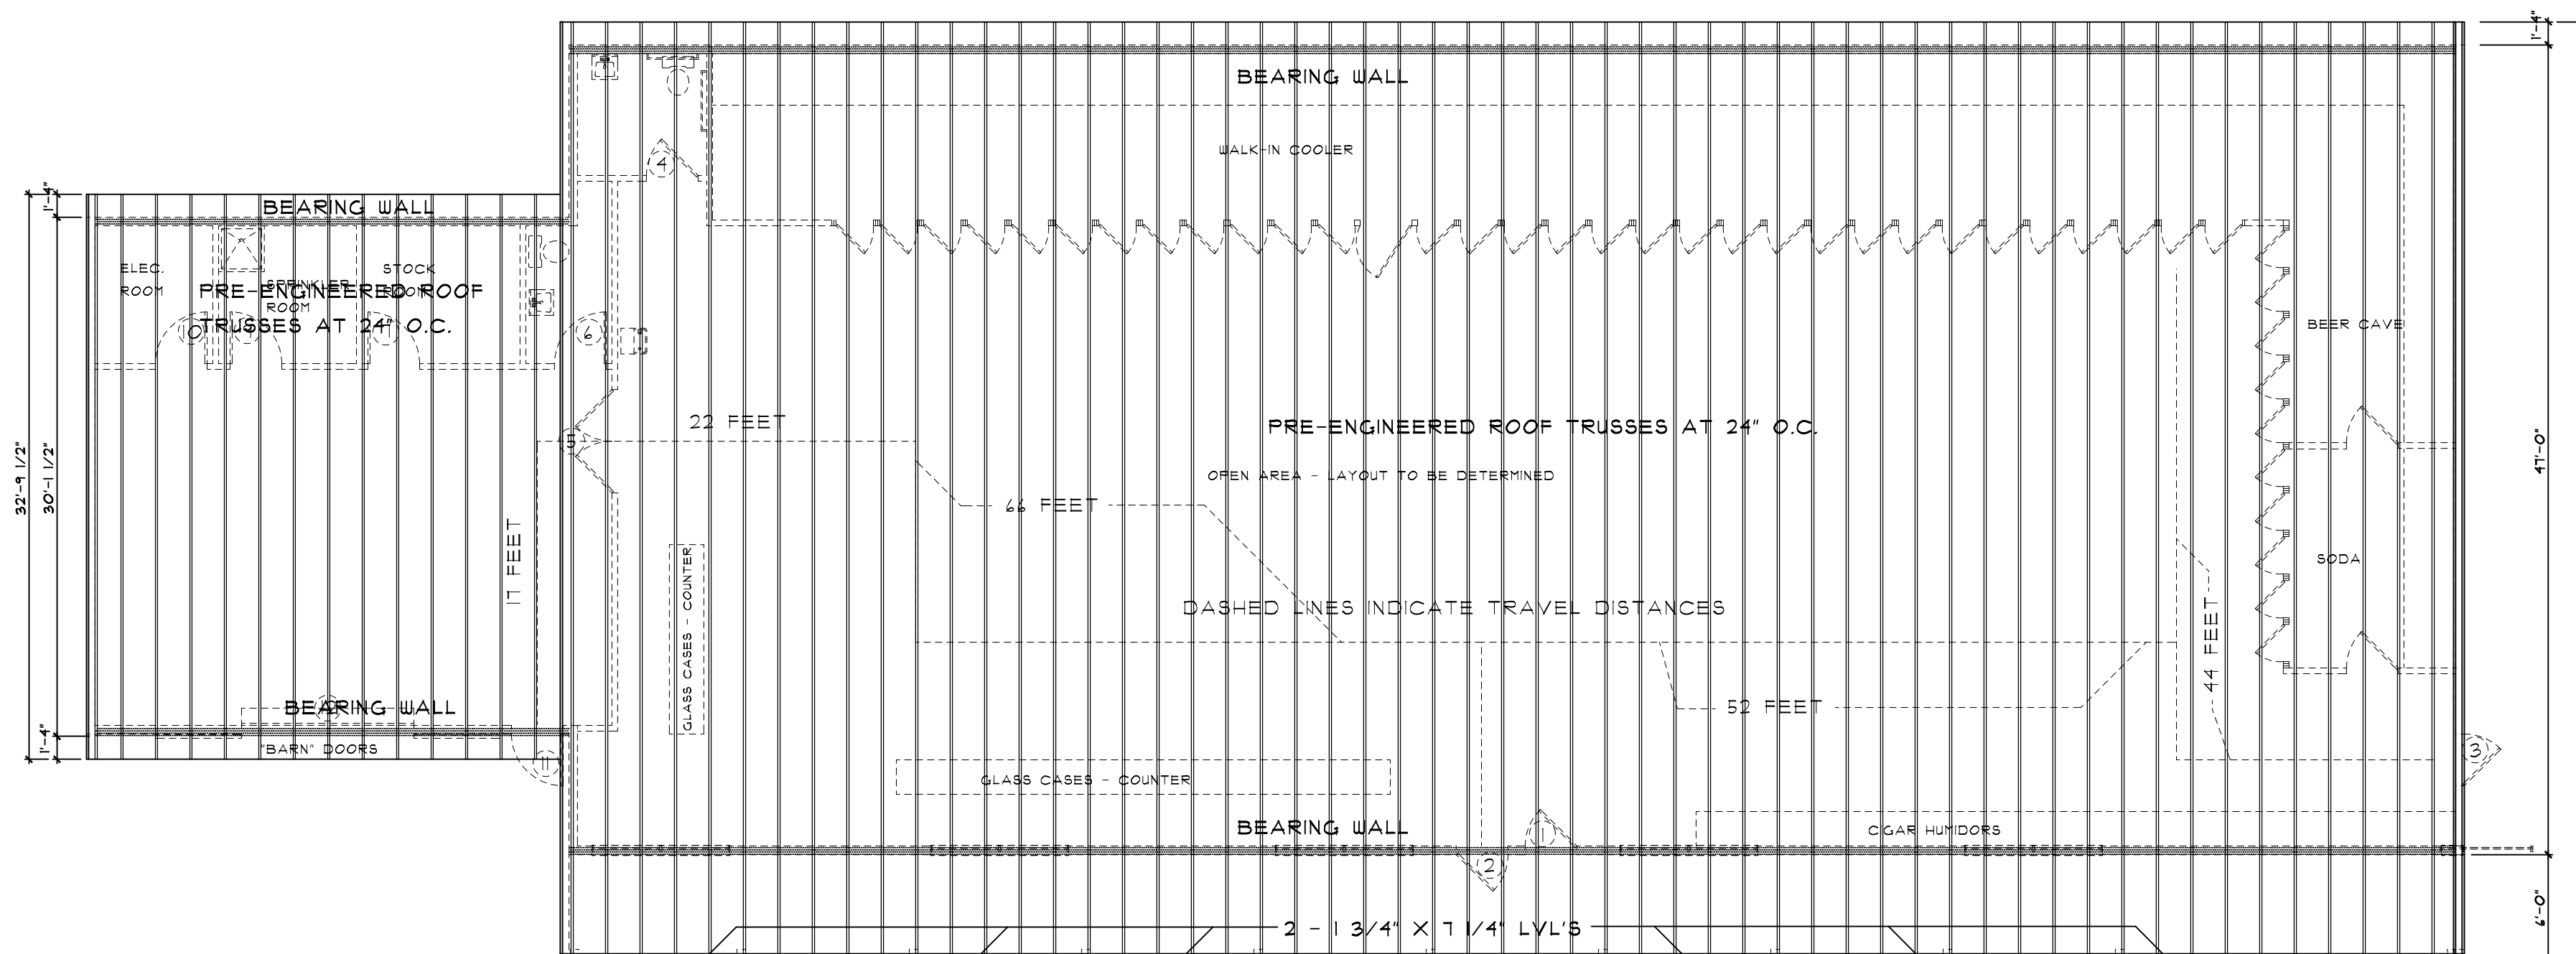 1'-4"
BEARING WALL
WALK-IN COOLER
4
1'-4"
BEARING WALL
ELEC.
ROOM
SPRINKLER
ROOM
STOCK
ROOM
PRE-ENGINEERED ROOF
TRUSSES AT 24" O.C.
10
6
BEER CAVE
22 FEET
5
PRE-ENGINEERED ROOF TRUSSES AT 24" O.C.
32'-9 1/2"
30'-1 1/2"
47'-0"
OPEN AREA - LAYOUT TO BE DETERMINED
66 FEET
17 FEET
SODA
GLASS CASES - COUNTER
DASHED LINES INDICATE TRAVEL DISTANCES
44 FEET
BEARING WALL
52 FEET
1'-4"
"BARN" DOORS
11
3
GLASS CASES - COUNTER
BEARING WALL
1
CIGAR HUMIDORS
2
2 - 1 3/4" X 7 1/4" LVL'S
6'-0"